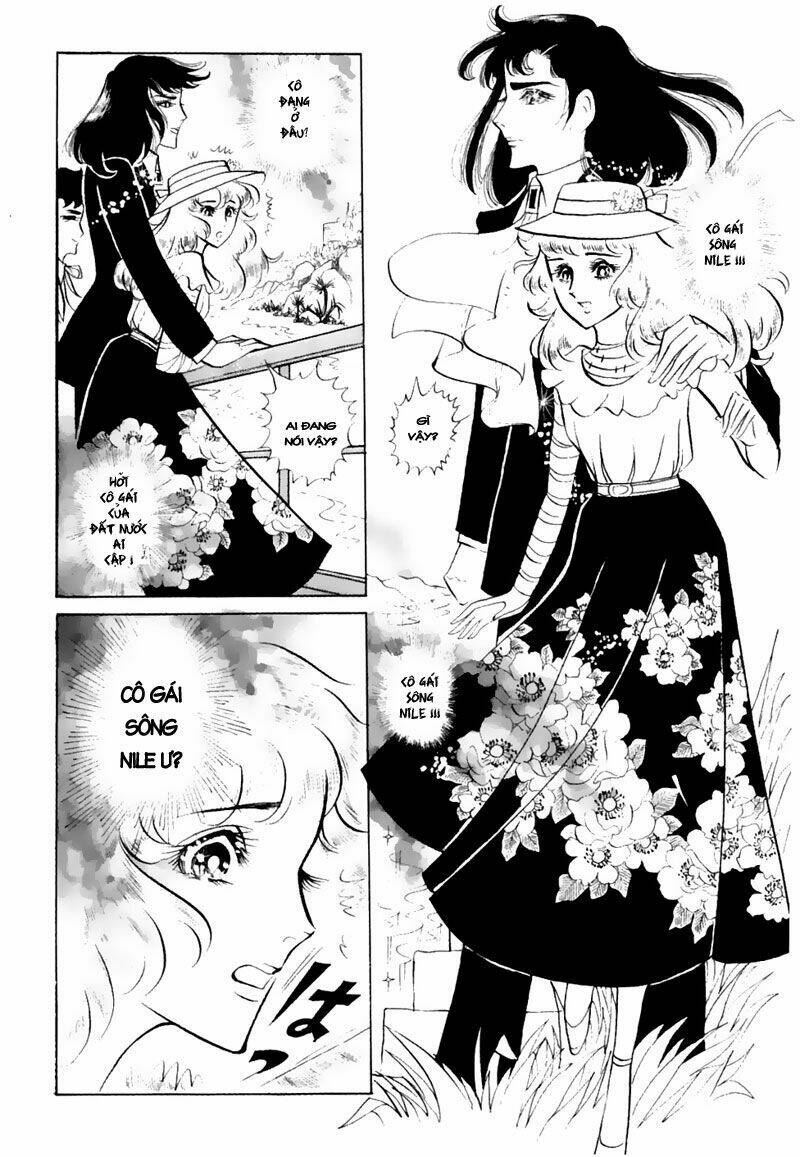 CÔ GÁI
SÔNG
NILE !!!
GÌ
VẬY?
CÔ GÁI
SÔNG
NILE !!!
CÔ
ĐANG
Ở
ĐÂU?
AI ĐANG
NÓI VẬY?
HỠI
CÔ GÁI
CỦA
ĐẤT NƯỚC
AI
CẬP !
CÔ GÁI
SÔNG
NILE Ư?
はっ